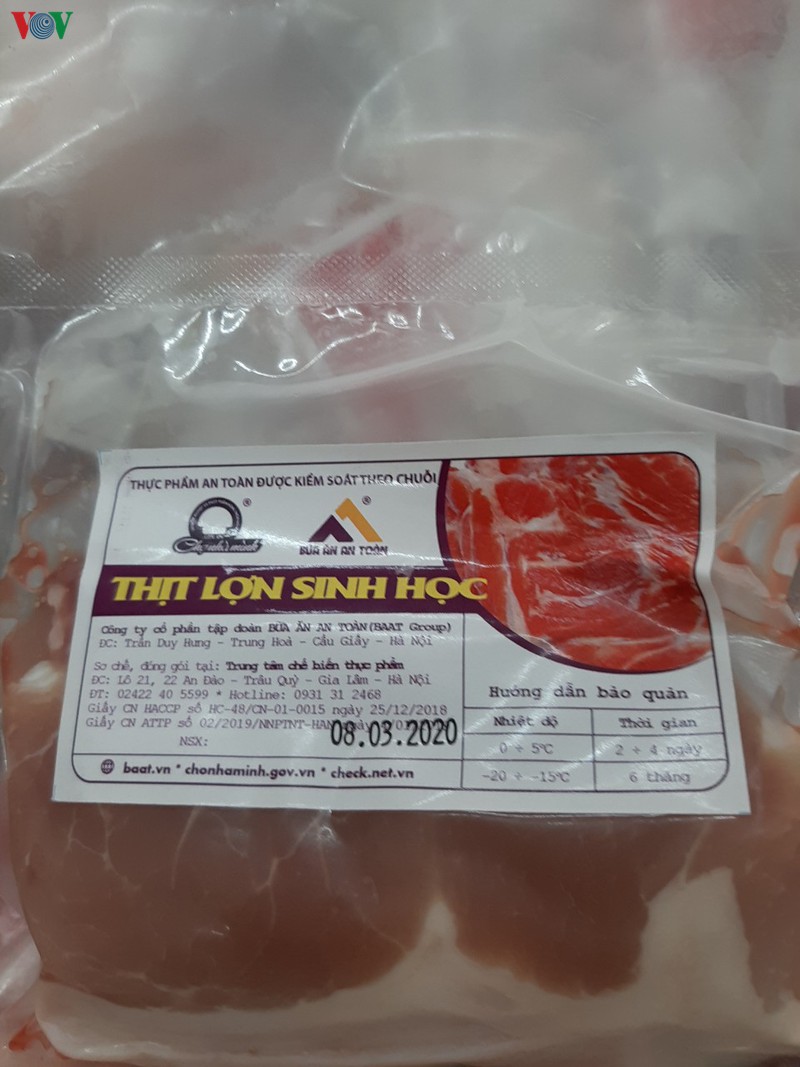 VOV
THỰC PHẨM AN TOÀN ĐƯỢC KIỂM SOÁT THEO CHUỖI
BỮA ĂN AN TOÀN
THỊT LỢN SINH HỌC
Công ty cổ phần tập đoàn BỮA ĂN AN TOÀN(BAAT Group)
ĐC: Trần Duy Hưng - Trung Hoà - Cầu Giấy - Hà Nội
Sơ chế, đóng gói tại: Trung tâm chế biến thực phẩm
ĐC: Lô 21, 22 An Đào - Trâu Quỳ - Gia Lâm - Hà Nội
ĐT: 02422 40 5599 * Hotline: 0931 31 2468
Giấy CN HACCP số HC-48/CN-01-0015 ngày 25/12/2018
Giấy CN ATTP số 02/2019/NNPTNT-HAN
NSX: 08.03.2020
baat.vn * chonhaminh.gov.vn * check.net.vn
Hướng dẫn bảo quản
Nhiệt độ Thời gian
0 ÷ 5°C 2 ÷ 4 ngày
-20 ÷ -15°C 6 tháng